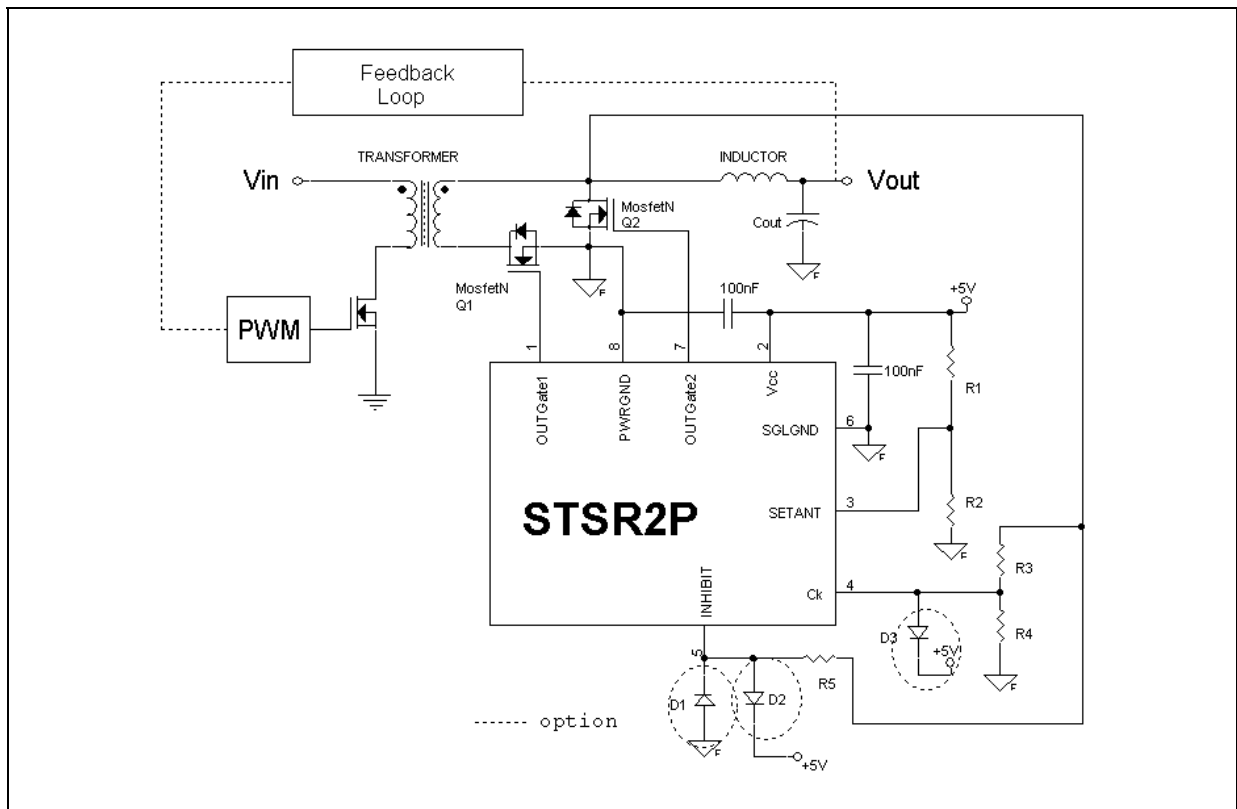 Feedback
Loop
TRANSFORMER
INDUCTOR
Vin
Vout
MosfetN
Q2
Cout
F
F
MosfetN
Q1
100nF
+5V
PWM
1
8
7
2
100nF
R1
OUTGate1
PWRGND
OUTGate2
Vcc
SGLGND
6
F
STSR2P
SETANT
3
R2
F
R3
INHIBIT
Ck
4
D3
+5V
R4
F
5
R5
D1
D2
F
+5V
------ option